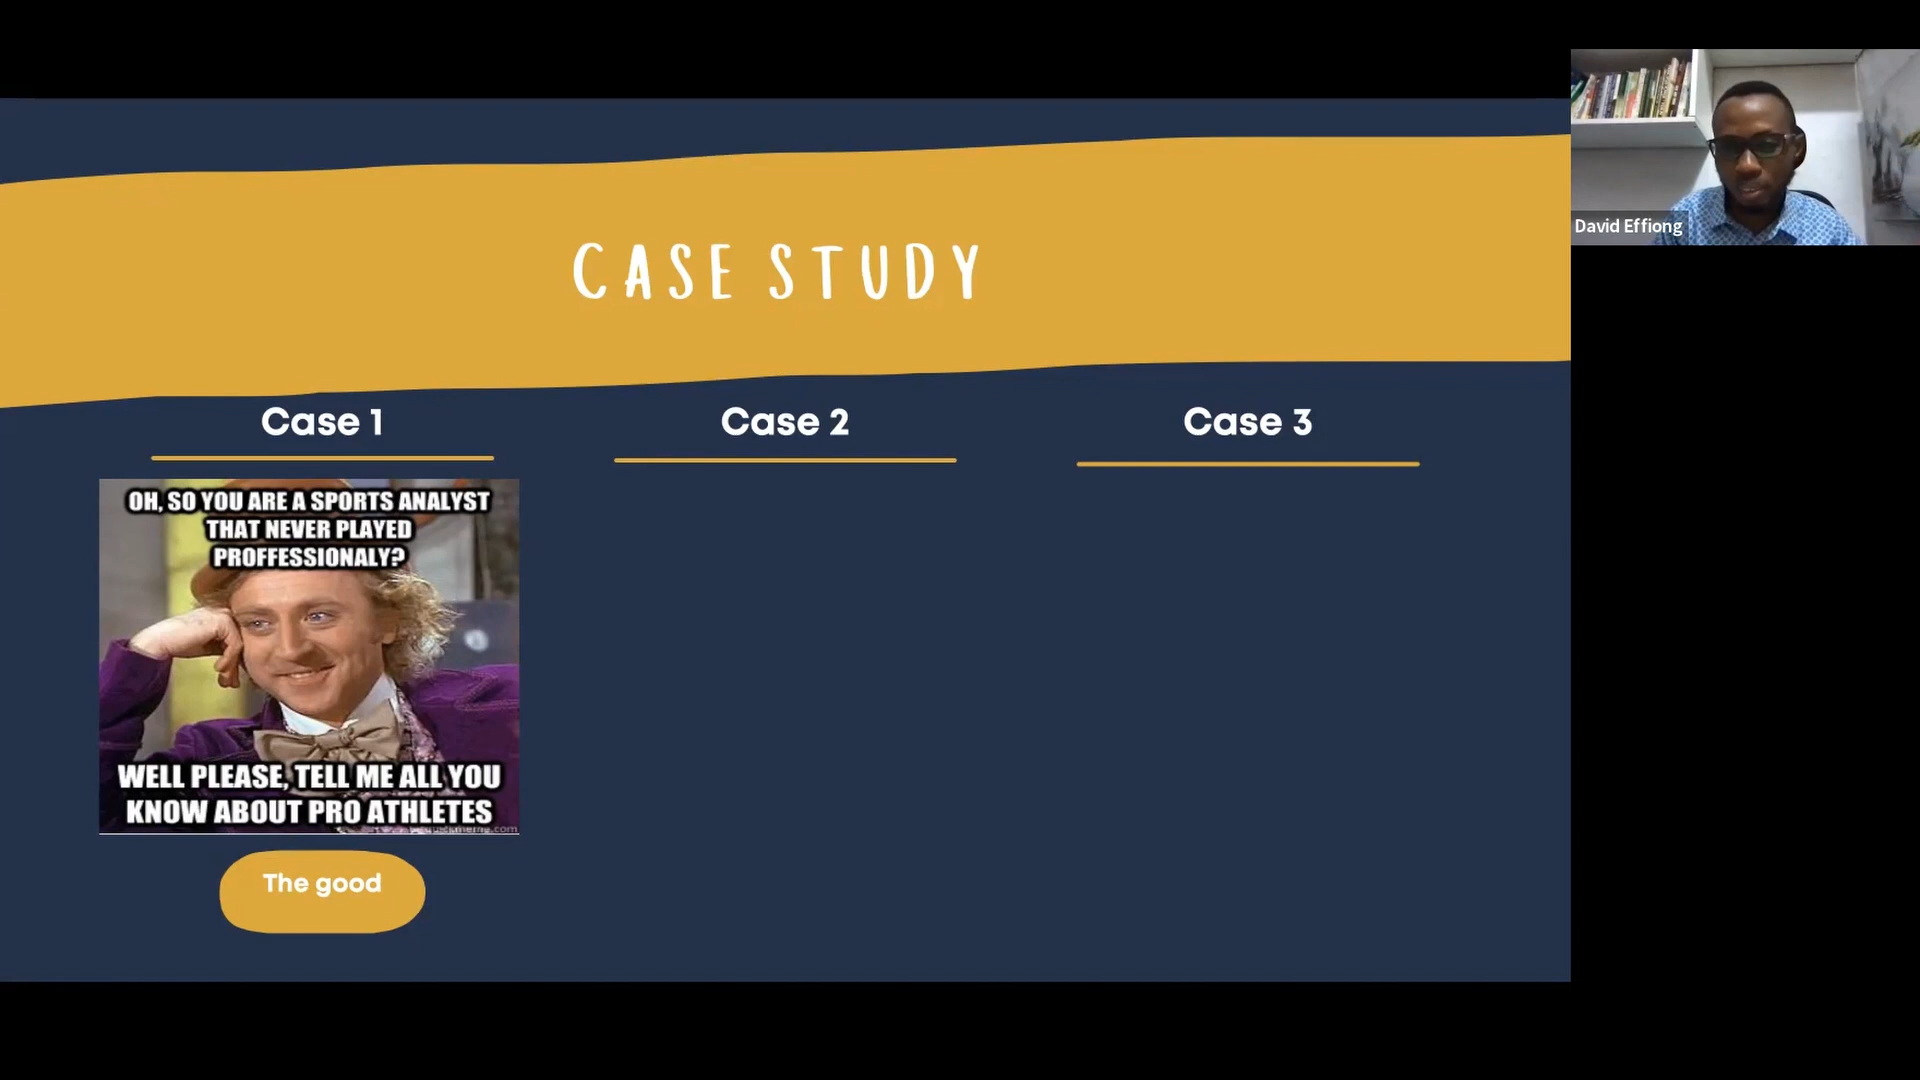 CASE STUDY
David Effiong
Case 1
Case 2
Case 3
OH, SO YOU ARE A SPORTS ANALYST
THAT NEVER PLAYED
PROFFESSIONALY?
WELL PLEASE, TELL ME ALL YOU
KNOW ABOUT PRO ATHLETES
The good